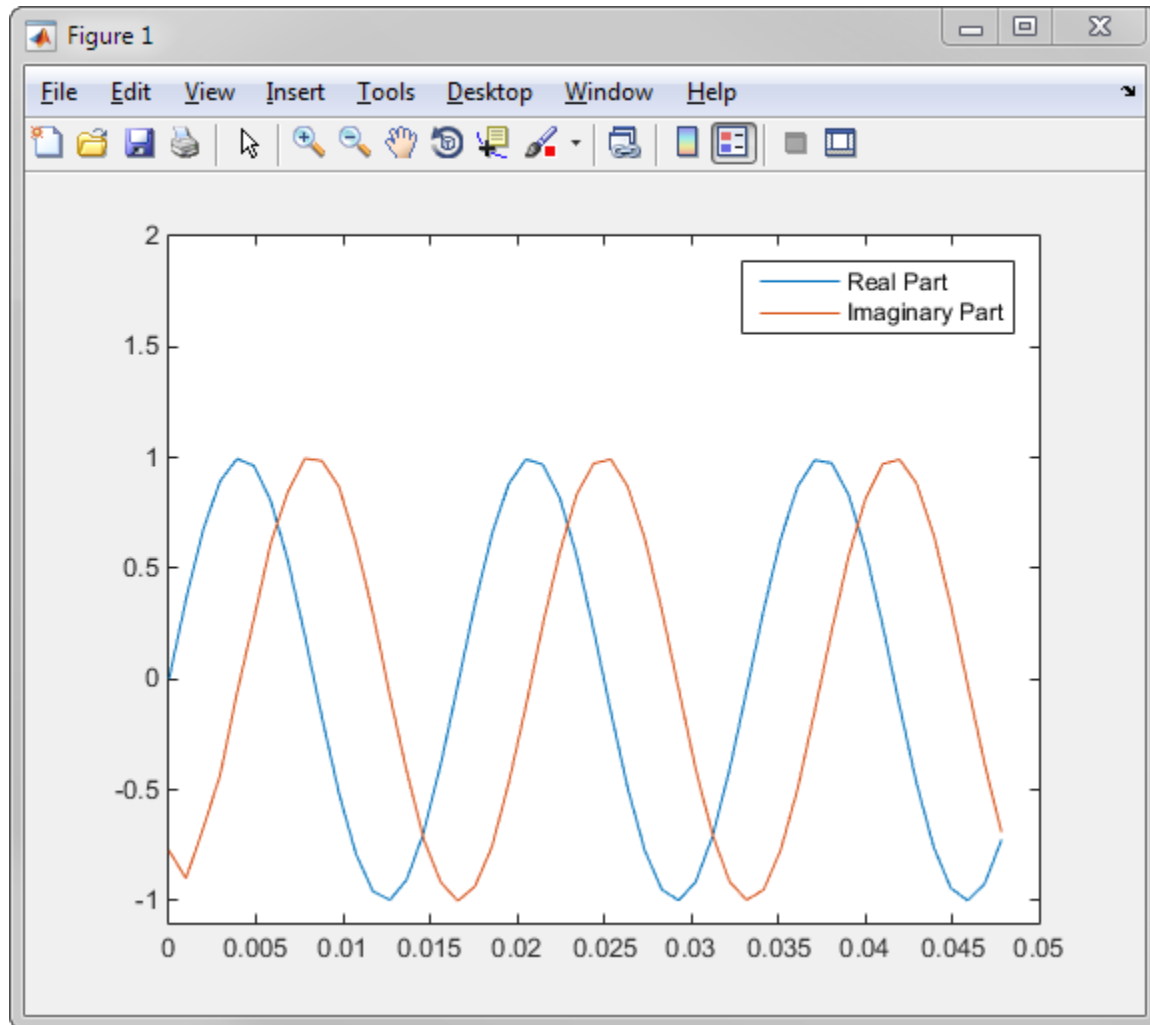 Figure 1
File Edit View Insert Tools Desktop Window Help
2
1.5
1
0.5
0
-0.5
-1
Real Part
Imaginary Part
0 0.005 0.01 0.015 0.02 0.025 0.03 0.035 0.04 0.045 0.05